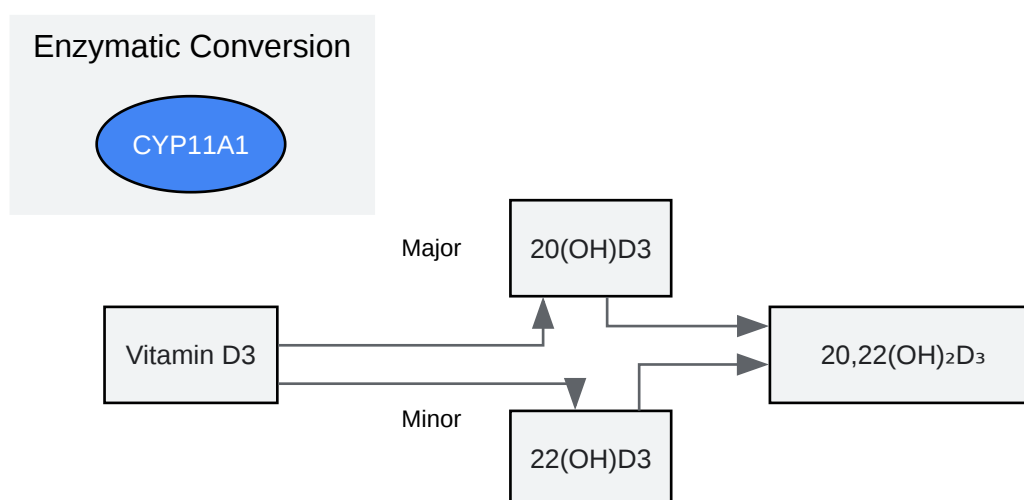 Enzymatic Conversion
CYP11A1
Major
20(OH)D3
Vitamin D3
20,22(OH)₂D₃
Minor
22(OH)D3